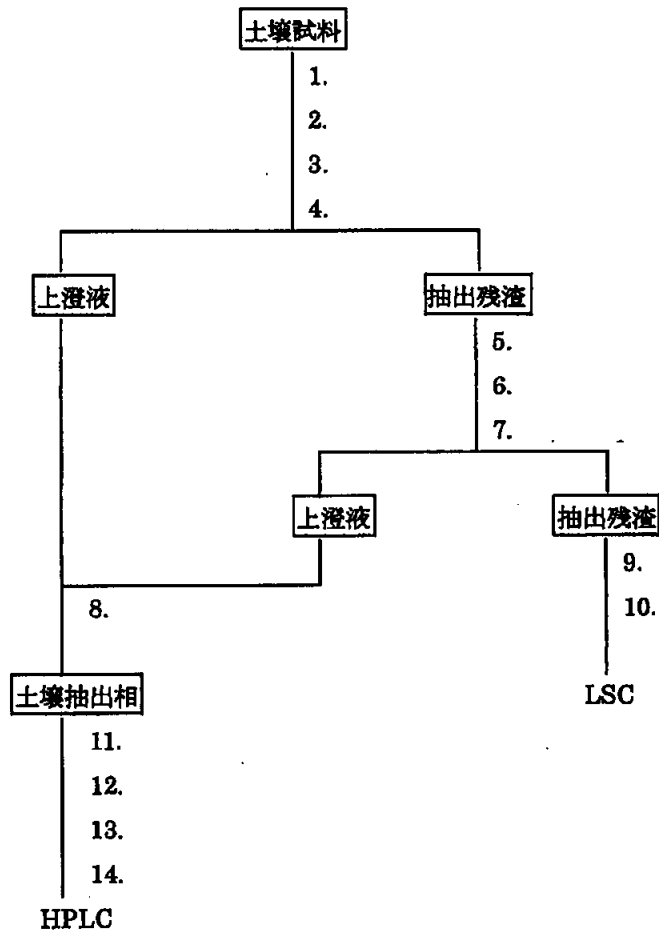 土壌試料
1.
2.
3.
4.
上澄液
抽出残渣
5.
6.
7.
上澄液
抽出残渣
8.
9.
10.
土壌抽出相
LSC
11.
12.
13.
14.
HPLC